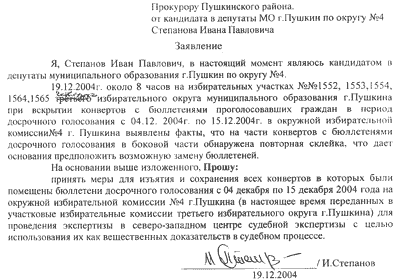 Прокурору Пушкинского района.
от кандидата в депутаты МО г.Пушкин по округу №4
Степанова Ивана Павловича
Заявление
Я, Степанов Иван Павлович, в настоящий момент являюсь кандидатом в
депутаты муниципального образования г.Пушкин по округу №4.
19.12.2004г. около 8 часов на избирательных участках №№1552, 1553,1554,
1564,1565 третьего избирательного округа муниципального образования г.Пушкина
при вскрытии конвертов с бюллетенями проголосовавших граждан в период
досрочного голосования с 04.12. 2004г. по 15.12.2004г. в окружной избирательной
комиссии№4 г. Пушкина выявлены факты, что на части конвертов с бюллетенями
досрочного голосования в боковой части обнаружена повторная склейка, что дает
основания предположить возможную замену бюллетеней.
На основании выше изложенного, Прошу:
принять меры для изъятия и сохранения всех конвертов в которых были
помещены бюллетени досрочного голосования с 04 декабря по 15 декабря 2004 года на
окружной избирательной комиссии №4 г.Пушкина (в настоящее время переданных в
участковые избирательные комиссии третьего избирательного округа г.Пушкина) для
проведения экспертизы в северо-западном центре судебной экспертизы с целью
использования их как вещественных доказательств в судебном процессе.
/И.Степанов
19.12.2004